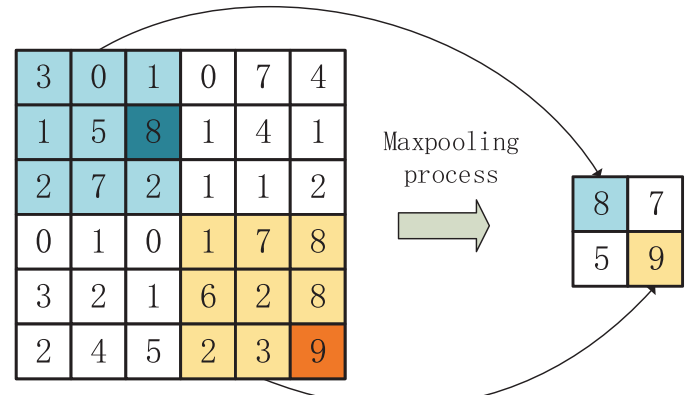 3 0 1 0 7 4
1 5 8 1 4 1
2 7 2 1 1 2
0 1 0 1 7 8
3 2 1 6 2 8
2 4 5 2 3 9
Maxpooling
process
8 7
5 9